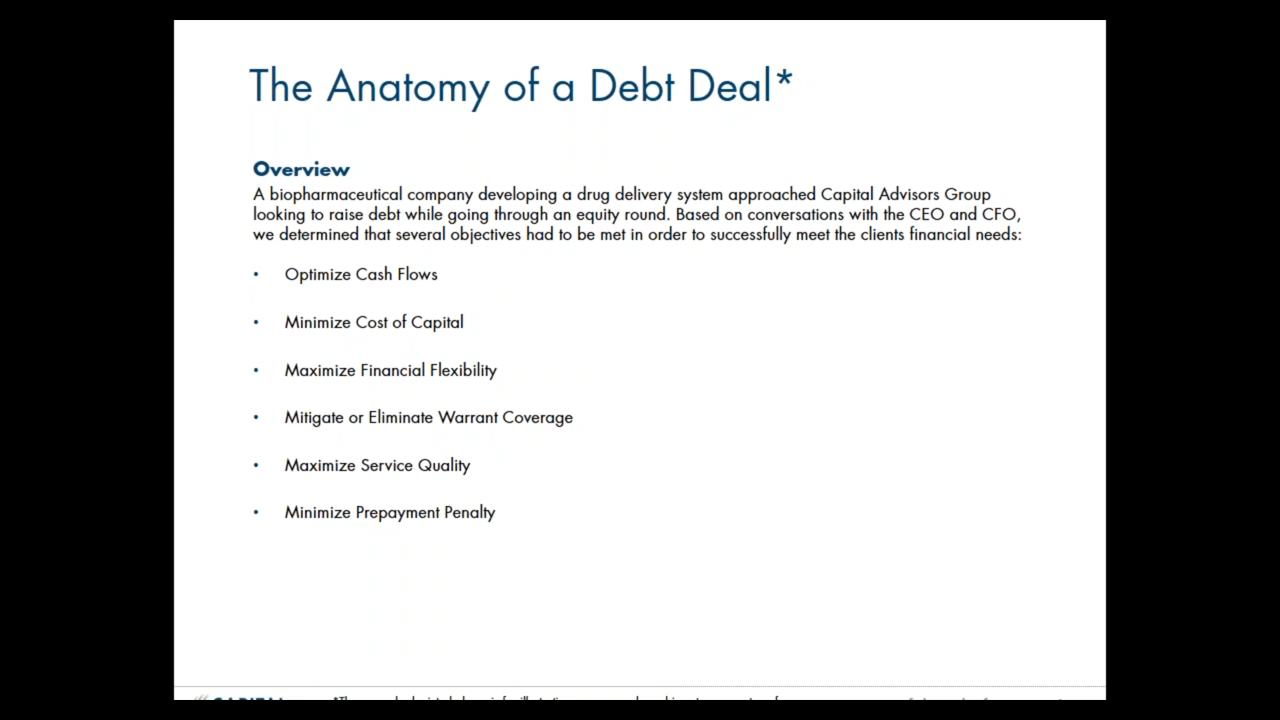 The Anatomy of a Debt Deal*
Overview
A biopharmaceutical company developing a drug delivery system approached Capital Advisors Group
looking to raise debt while going through an equity round. Based on conversations with the CEO and CFO,
we determined that several objectives had to be met in order to successfully meet the clients financial needs:
• Optimize Cash Flows
• Minimize Cost of Capital
• Maximize Financial Flexibility
• Mitigate or Eliminate Warrant Coverage
• Maximize Service Quality
• Minimize Prepayment Penalty
CAPITAL